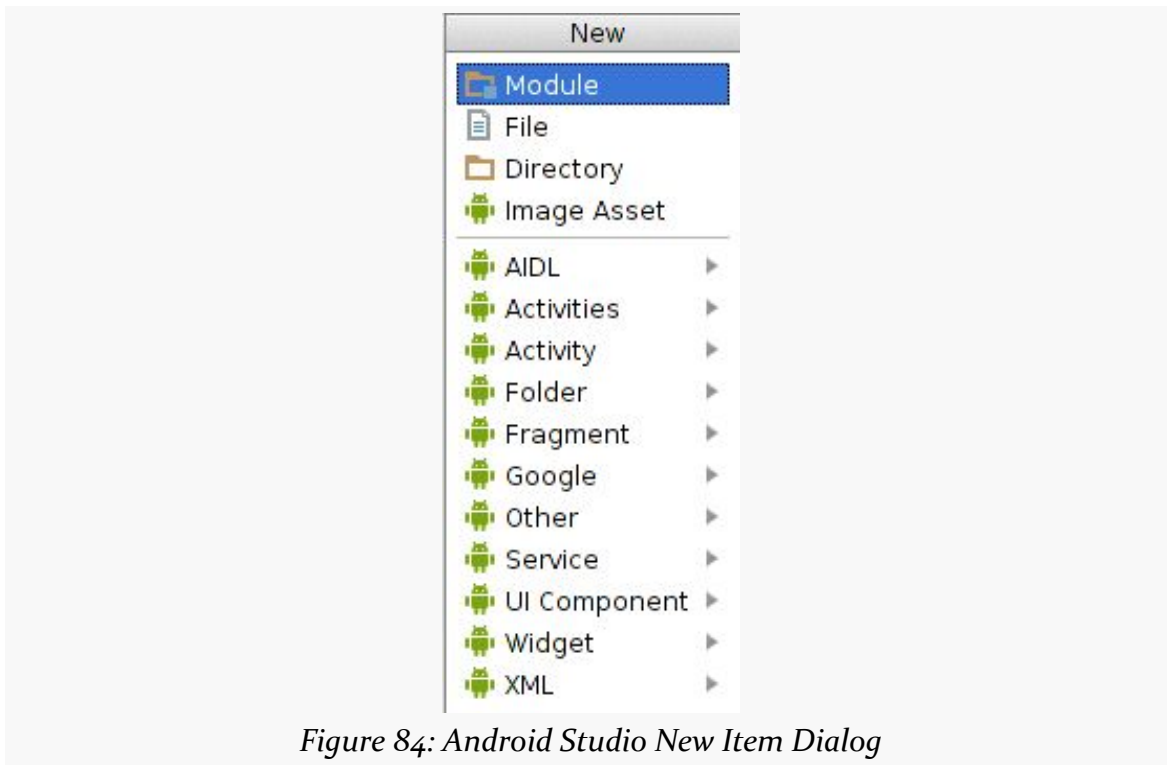 New
Module
File
Directory
Image Asset
AIDL
Activities
Activity
Folder
Fragment
Google
Other
Service
UI Component
Widget
XML
Figure 84: Android Studio New Item Dialog